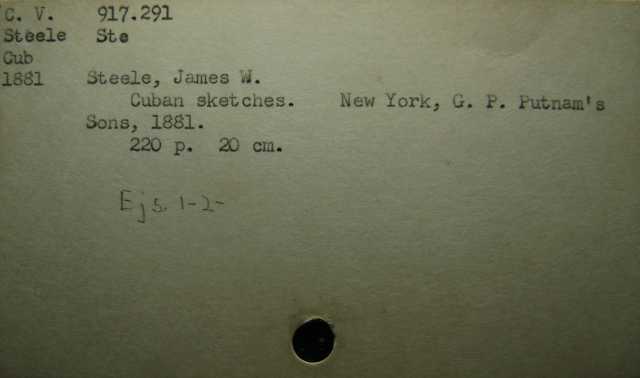 C. V. 917.291
Steele Ste
Cub
1881 Steele, James W.
Cuban sketches. New York, G. P. Putnam's
Sons, 1881.
220 p. 20 cm.
Ejs. 1-2-